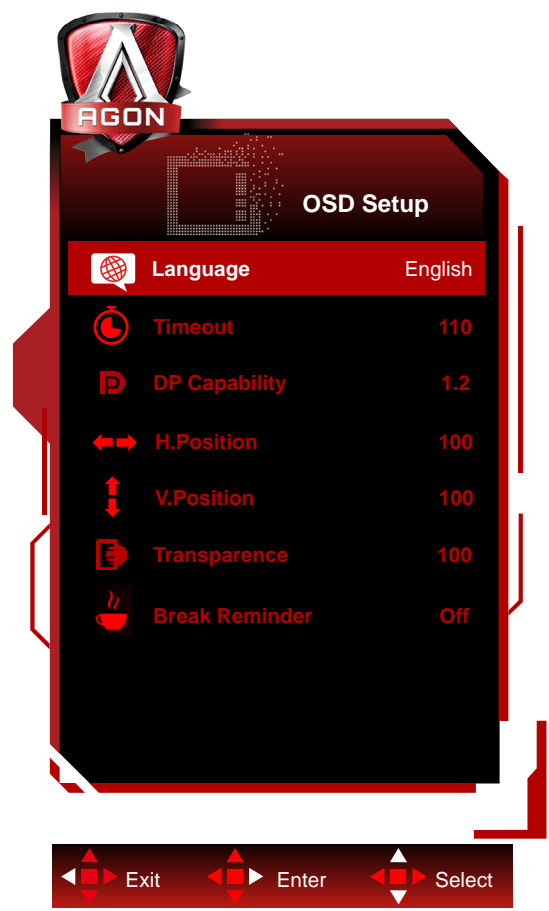 AGON
OSD Setup
Language English
Timeout 110
DP Capability 1.2
H.Position 100
V.Position 100
Transparence 100
Break Reminder Off
Exit Enter Select